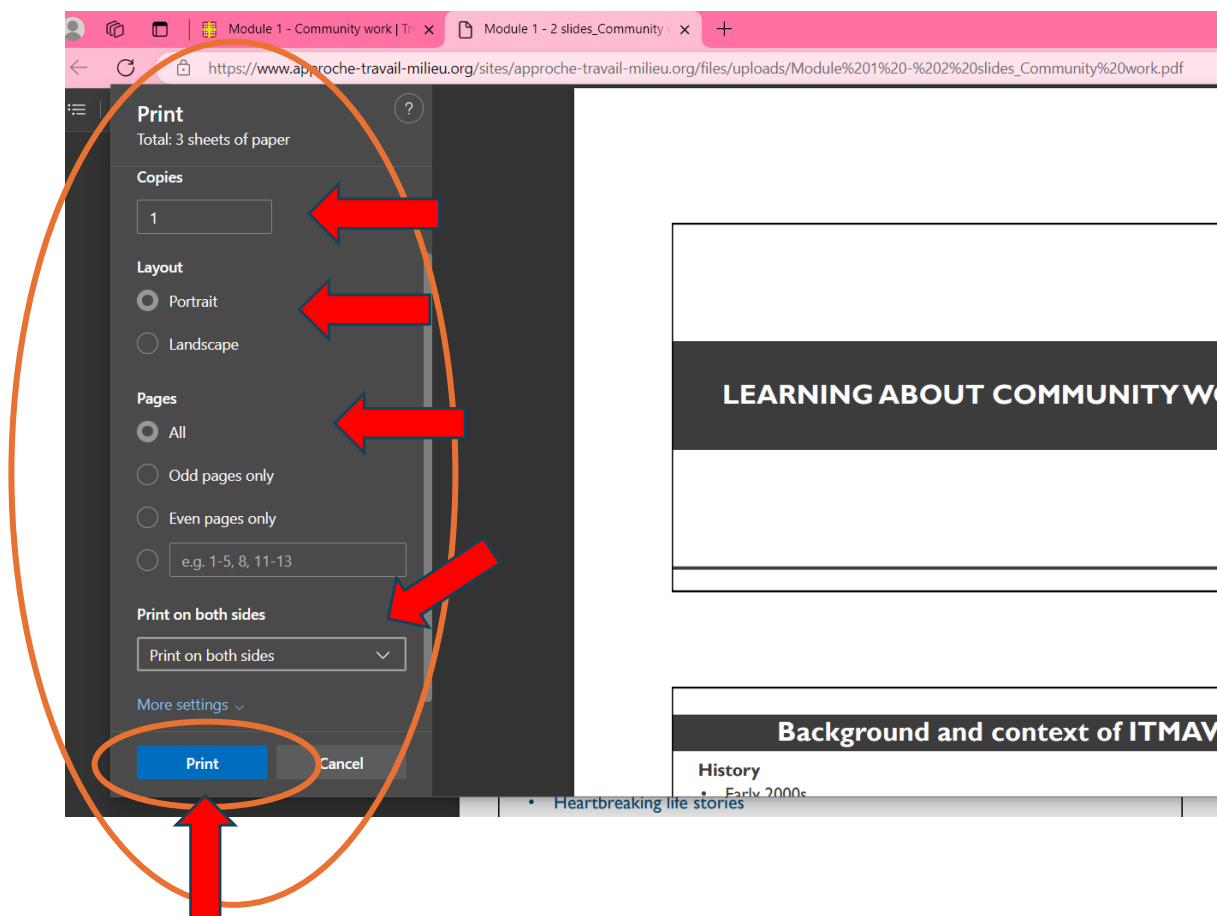 Module 1 - Community work | Tr
Module 1 - 2 slides_Community
https://www.approche-travail-milieu.org/sites/approche-travail-milieu.org/files/uploads/Module%201%20-%202%20slides_Community%20work.pdf
Print
?
Total: 3 sheets of paper
Copies
1
Layout
Portrait
Landscape
Pages
All
Odd pages only
Even pages only
e.g. 1-5, 8, 11-13
Print on both sides
Print on both sides
More settings
Print
Cancel
LEARNING ABOUT COMMUNITY WO
Background and context of ITMAV
History
• Early 2000s
• Heartbreaking life stories